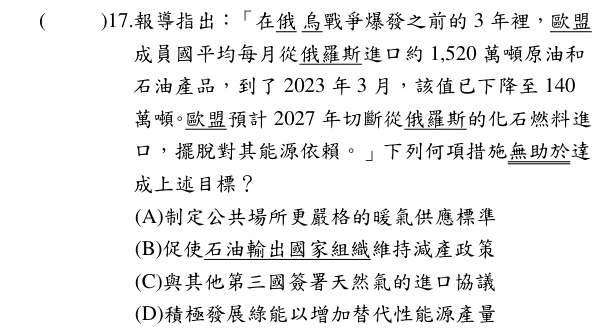 (　　)17.報導指出：「在俄 烏戰爭爆發之前的 3 年裡，歐盟
成員國平均每月從俄羅斯進口約 1,520 萬噸原油和
石油產品，到了 2023 年 3 月，該值已下降至 140
萬噸。歐盟預計 2027 年切斷從俄羅斯的化石燃料進
口，擺脫對其能源依賴。」下列何項措施無助於達
成上述目標？
(A)制定公共場所更嚴格的暖氣供應標準
(B)促使石油輸出國家組織維持減產政策
(C)與其他第三國簽署天然氣的進口協議
(D)積極發展綠能以增加替代性能源產量